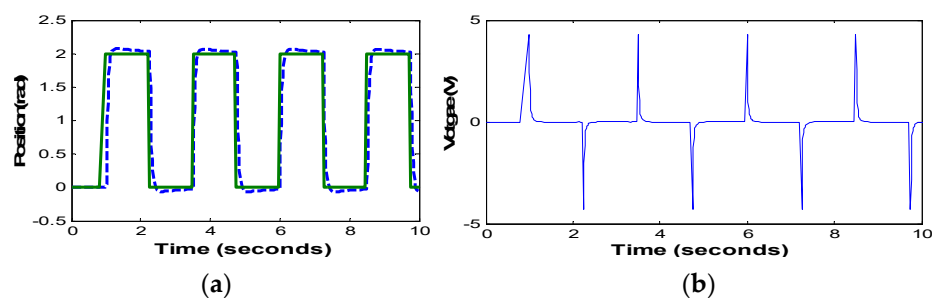 2.5
2
1.5
1
0.5
0
-0.5
Position(rad)
0 2 4 6 8 10
Time (seconds)
(a)
5
0
-5
Voltgae(V)
0 2 4 6 8 10
Time (seconds)
(b)